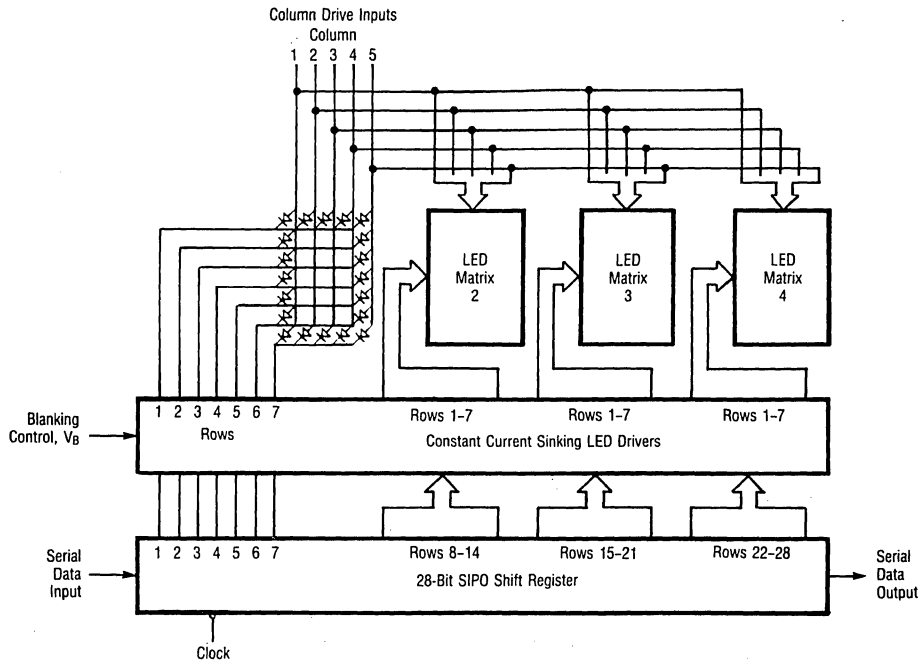 Column Drive Inputs
Column
1 2 3 4 5
LED
Matrix
2
LED
Matrix
3
LED
Matrix
4
1 2 3 4 5 6 7
Rows 1–7
Rows 1–7
Rows 1–7
Blanking
Control, VB
Rows
Constant Current Sinking LED Drivers
1 2 3 4 5 6 7
Rows 8–14
Rows 15–21
Rows 22–28
Serial
Data
Input
28-Bit SIPO Shift Register
Serial
Data
Output
Clock